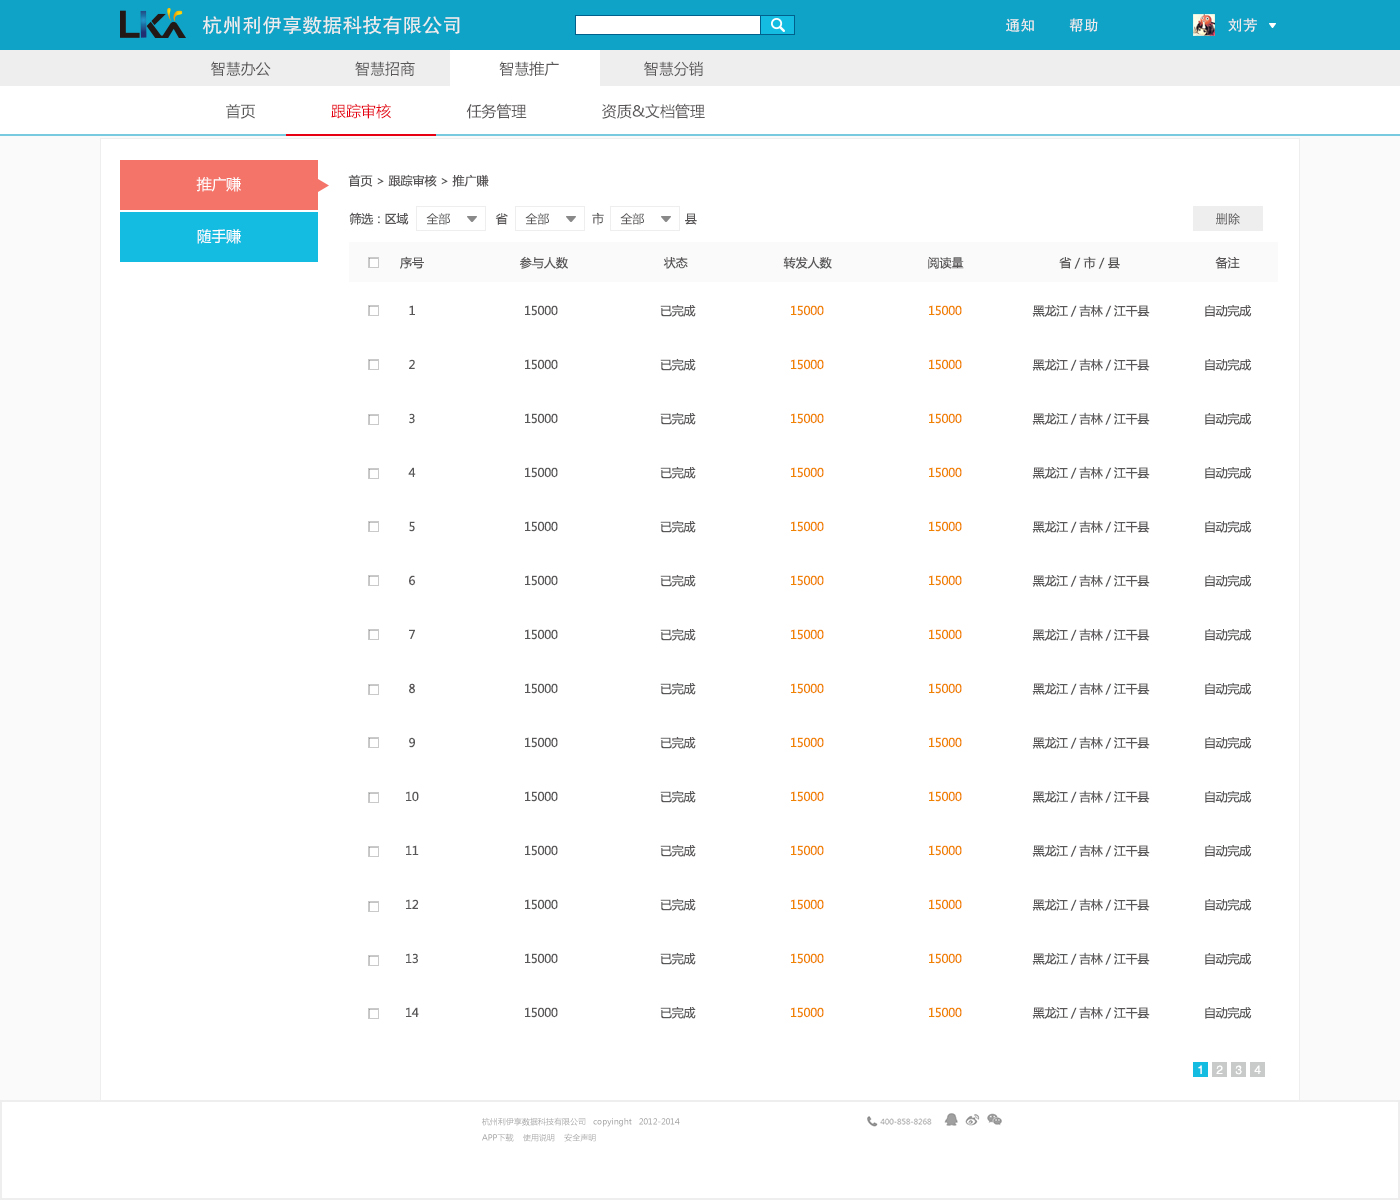 LKA 杭州利伊享数据科技有限公司 通知 帮助 刘芳
智慧办公 智慧招商 智慧推广 智慧分销
首页 跟踪审核 任务管理 资质&文档管理
推广赚
随手赚
首页 > 跟踪审核 > 推广赚
筛选：区域 全部 省 全部 市 全部 县 删除
序号 参与人数 状态 转发人数 阅读量 省 / 市 / 县 备注
1 15000 已完成 15000 15000 黑龙江 / 吉林 / 江干县 自动完成
2 15000 已完成 15000 15000 黑龙江 / 吉林 / 江干县 自动完成
3 15000 已完成 15000 15000 黑龙江 / 吉林 / 江干县 自动完成
4 15000 已完成 15000 15000 黑龙江 / 吉林 / 江干县 自动完成
5 15000 已完成 15000 15000 黑龙江 / 吉林 / 江干县 自动完成
6 15000 已完成 15000 15000 黑龙江 / 吉林 / 江干县 自动完成
7 15000 已完成 15000 15000 黑龙江 / 吉林 / 江干县 自动完成
8 15000 已完成 15000 15000 黑龙江 / 吉林 / 江干县 自动完成
9 15000 已完成 15000 15000 黑龙江 / 吉林 / 江干县 自动完成
10 15000 已完成 15000 15000 黑龙江 / 吉林 / 江干县 自动完成
11 15000 已完成 15000 15000 黑龙江 / 吉林 / 江干县 自动完成
12 15000 已完成 15000 15000 黑龙江 / 吉林 / 江干县 自动完成
13 15000 已完成 15000 15000 黑龙江 / 吉林 / 江干县 自动完成
14 15000 已完成 15000 15000 黑龙江 / 吉林 / 江干县 自动完成
1 2 3 4
杭州利伊享数据科技有限公司 copyinght 2012-2014 400-858-8268
APP下载 使用说明 安全声明